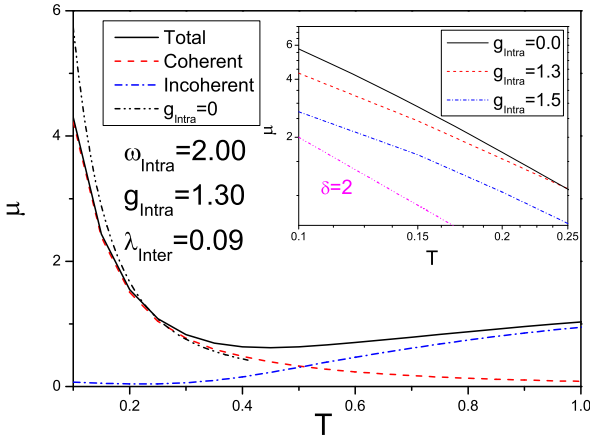 6
4
2
0
μ
0.2
0.4
0.6
0.8
1.0
T
Total
Coherent
Incoherent
g_Intra=0
ω_Intra=2.00
g_Intra=1.30
λ_Inter=0.09
6
4
2
μ
0.1
0.15
0.2
0.25
T
g_Intra=0.0
g_Intra=1.3
g_Intra=1.5
δ=2